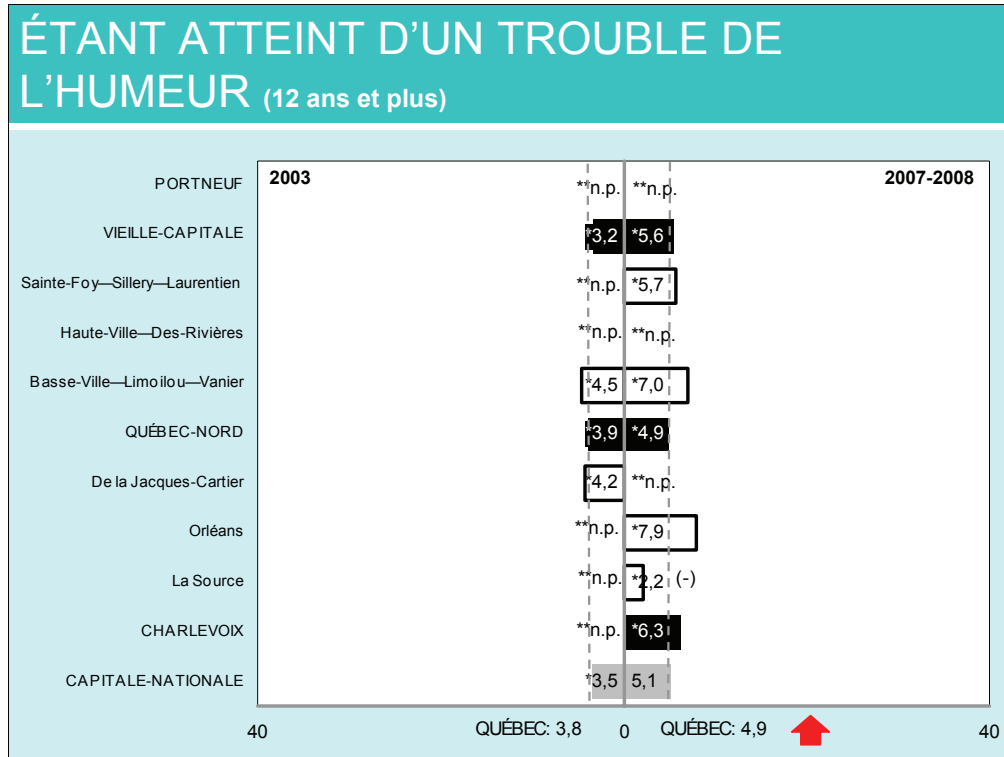 ÉTANT ATTEINT D'UN TROUBLE DE
L'HUMEUR (12 ans et plus)
2003 2007-2008
PORTNEUF **n.p. **n.p.
VIEILLE-CAPITALE *3,2 *5,6
Sainte-Foy—Sillery—Laurentien **n.p. *5,7
Haute-Ville—Des-Rivières **n.p. **n.p.
Basse-Ville—Limoilou—Vanier *4,5 *7,0
QUÉBEC-NORD *3,9 *4,9
De la Jacques-Cartier *4,2 **n.p.
Orléans **n.p. *7,9
La Source **n.p. *2,2 (-)
CHARLEVOIX **n.p. *6,3
CAPITALE-NATIONALE *3,5 5,1
40 QUÉBEC: 3,8 0 QUÉBEC: 4,9 40